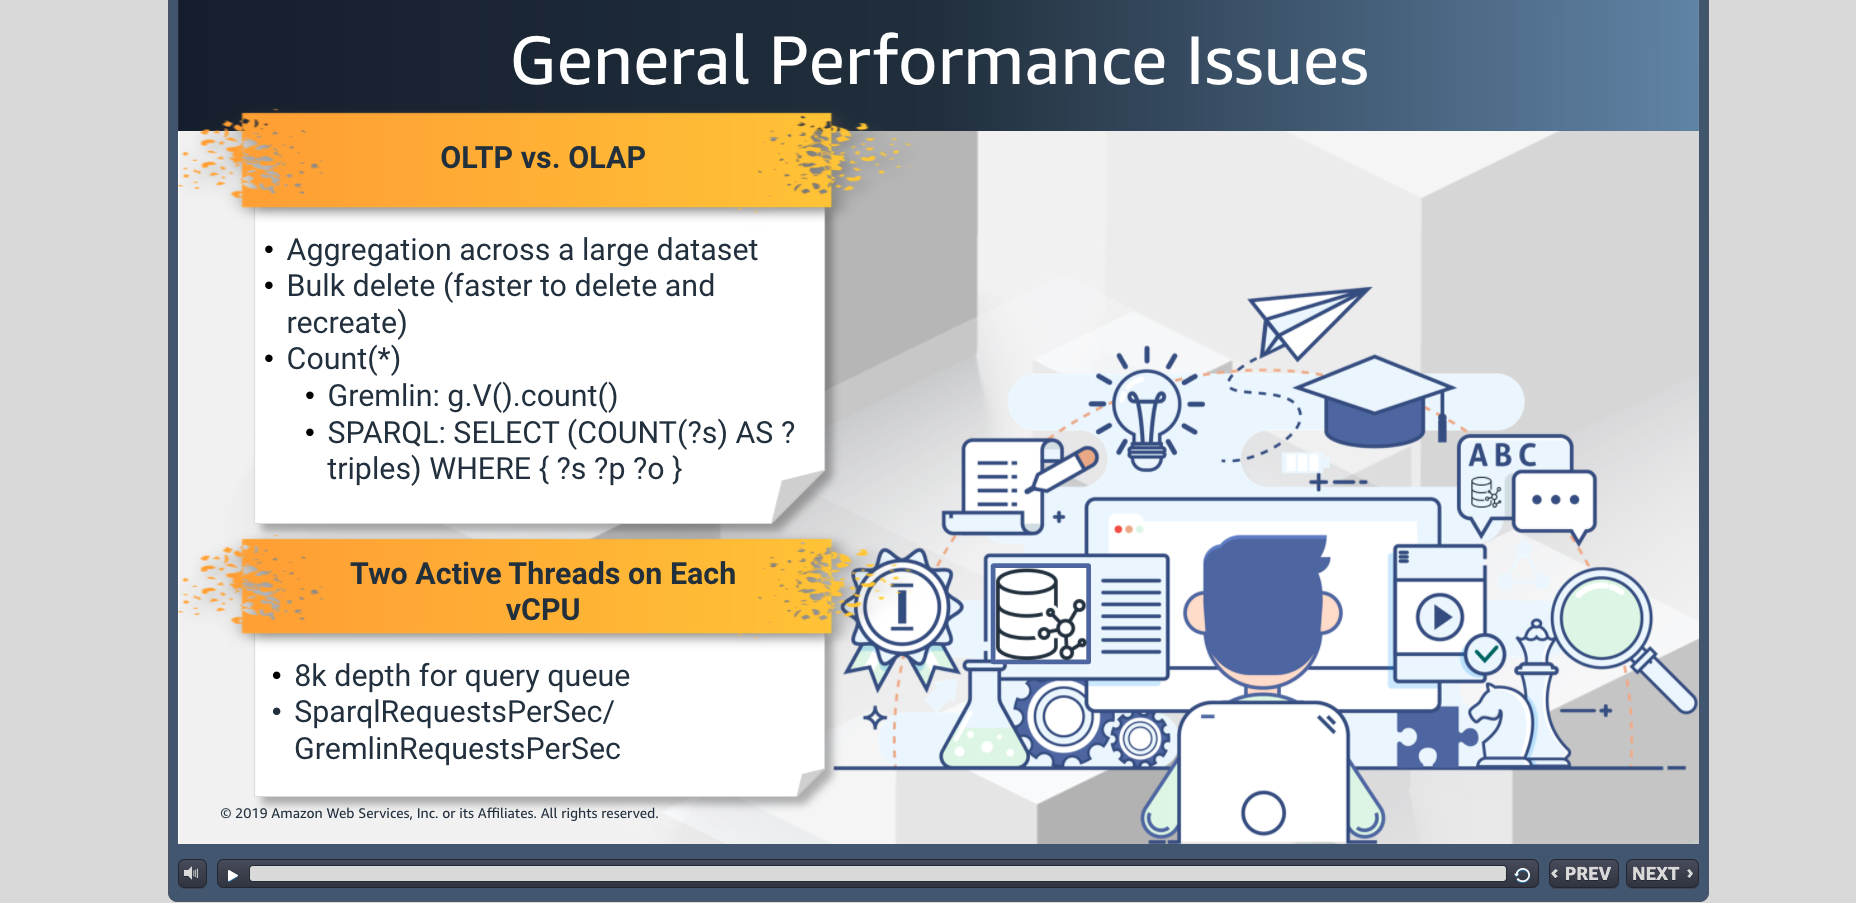 General Performance Issues
OLTP vs. OLAP
• Aggregation across a large dataset
• Bulk delete (faster to delete and
recreate)
• Count(*)
• Gremlin: g.V().count()
• SPARQL: SELECT (COUNT(?s) AS ?
triples) WHERE { ?s ?p ?o }
Two Active Threads on Each
vCPU
• 8k depth for query queue
• SparqlRequestsPerSec/
GremlinRequestsPerSec
ABC
I
© 2019 Amazon Web Services, Inc. or its Affiliates. All rights reserved.
‹ PREV
NEXT ›